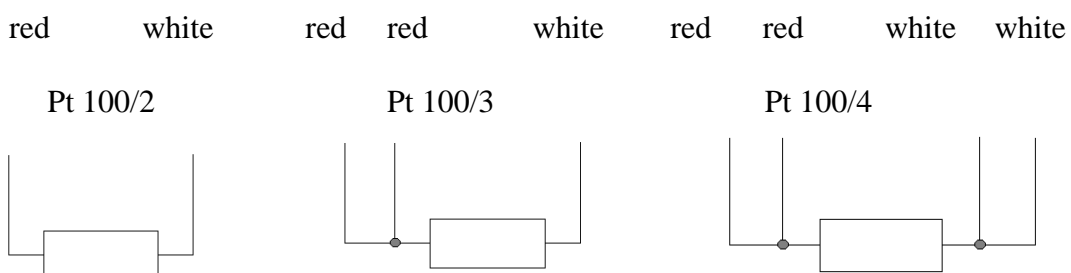 red white red red white red red white white
Pt 100/2 Pt 100/3 Pt 100/4